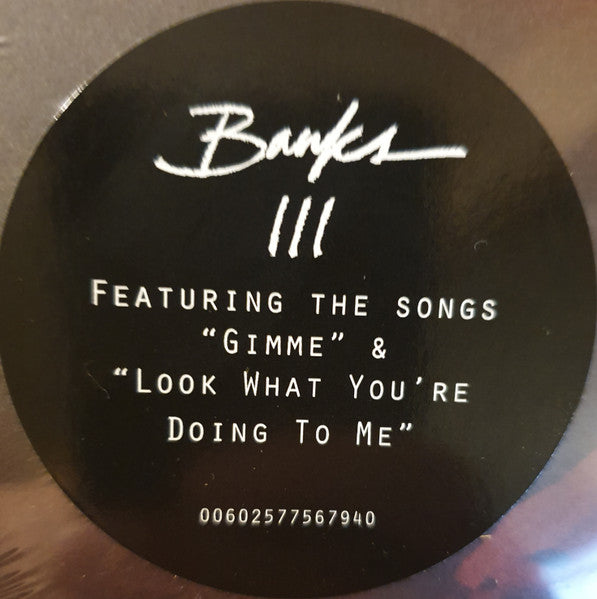 Banks
III
FEATURING THE SONGS
“GIMME” &
“LOOK WHAT YOU’RE
DOING TO ME”
00602577567940